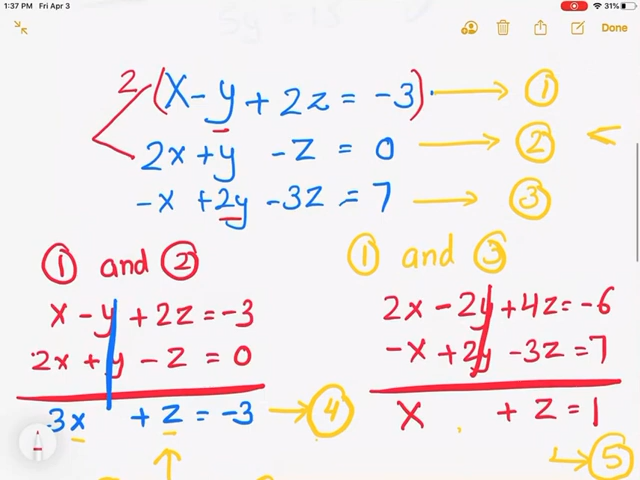 1:37 PM Fri Apr 3
31%
Done
2(x - y + 2z = -3) → ①
2x + y - z = 0 → ②
-x + 2y - 3z = 7 → ③
① and ②
x - y + 2z = -3
2x + y - z = 0
3x + z = -3 → ④
① and ③
2x - 2y + 4z = -6
-x + 2y - 3z = 7
x + z = 1
→ ⑤